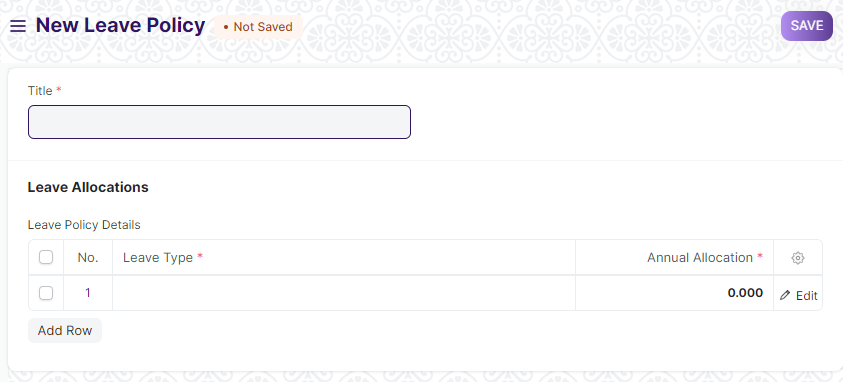 New Leave Policy • Not Saved SAVE
Title *
Leave Allocations
Leave Policy Details
No. Leave Type * Annual Allocation *
1 0.000 Edit
Add Row